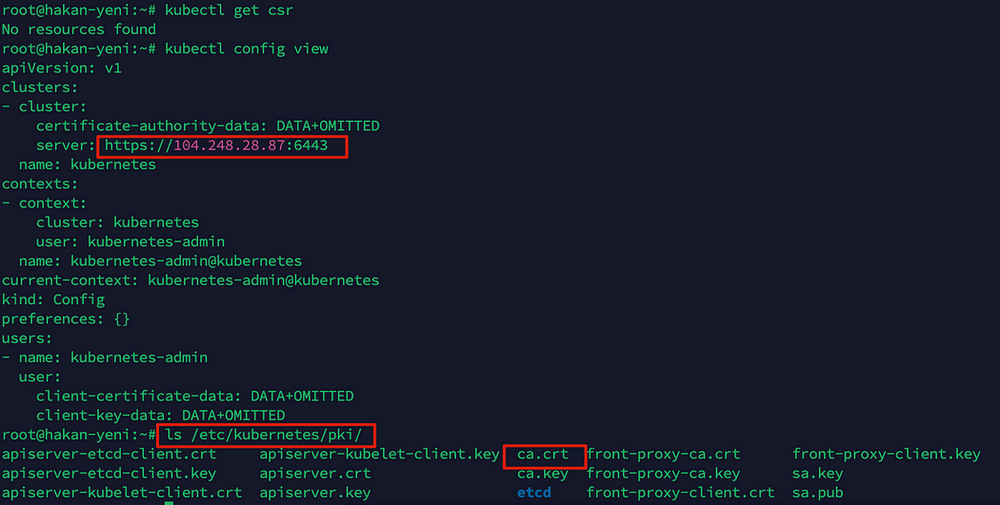 root@hakan-yeni:~# kubectl get csr
No resources found
root@hakan-yeni:~# kubectl config view
apiVersion: v1
clusters:
- cluster:
    certificate-authority-data: DATA+OMITTED
    server: https://104.248.28.87:6443
  name: kubernetes
contexts:
- context:
    cluster: kubernetes
    user: kubernetes-admin
  name: kubernetes-admin@kubernetes
current-context: kubernetes-admin@kubernetes
kind: Config
preferences: {}
users:
- name: kubernetes-admin
  user:
    client-certificate-data: DATA+OMITTED
    client-key-data: DATA+OMITTED
root@hakan-yeni:~# ls /etc/kubernetes/pki/
apiserver-etcd-client.crt     apiserver-kubelet-client.key  ca.crt  front-proxy-ca.crt      front-proxy-client.key
apiserver-etcd-client.key     apiserver.crt                 ca.key  front-proxy-ca.key      sa.key
apiserver-kubelet-client.crt  apiserver.key                 etcd    front-proxy-client.crt  sa.pub